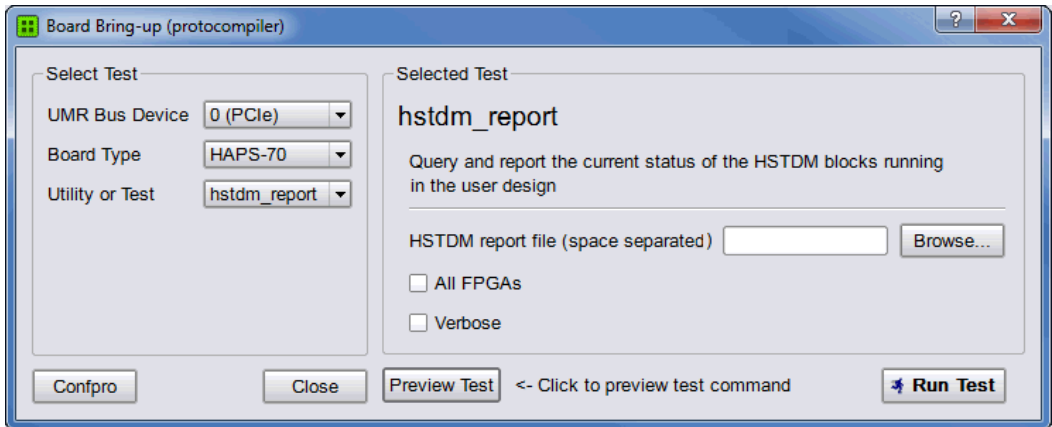 Board Bring-up (protocompiler)
?
X
Select Test
UMR Bus Device 0 (PCIe)
Board Type HAPS-70
Utility or Test hstdm_report
Selected Test
hstdm_report
Query and report the current status of the HSTDM blocks running
in the user design
HSTDM report file (space separated) Browse...
All FPGAs
Verbose
Confpro Close Preview Test <- Click to preview test command Run Test